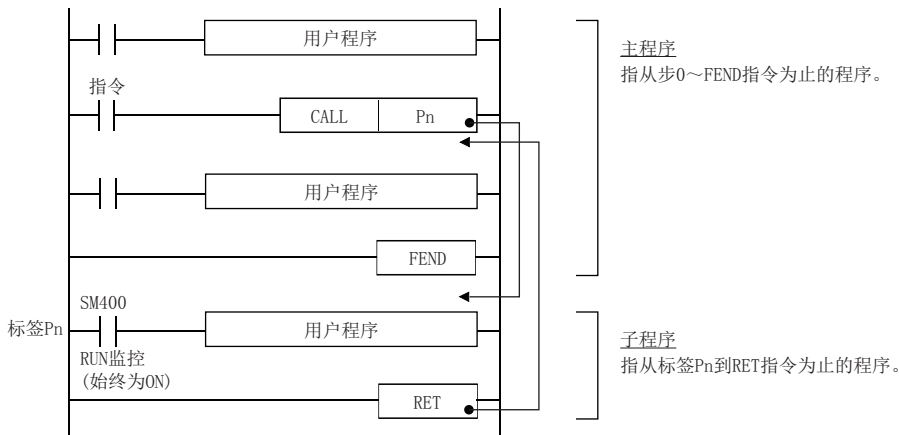 用户程序
主程序
指从步0～FEND指令为止的程序。
指令
CALL Pn
用户程序
FEND
SM400
标签Pn
用户程序
RUN监控
(始终为ON)
子程序
指从标签Pn到RET指令为止的程序。
RET